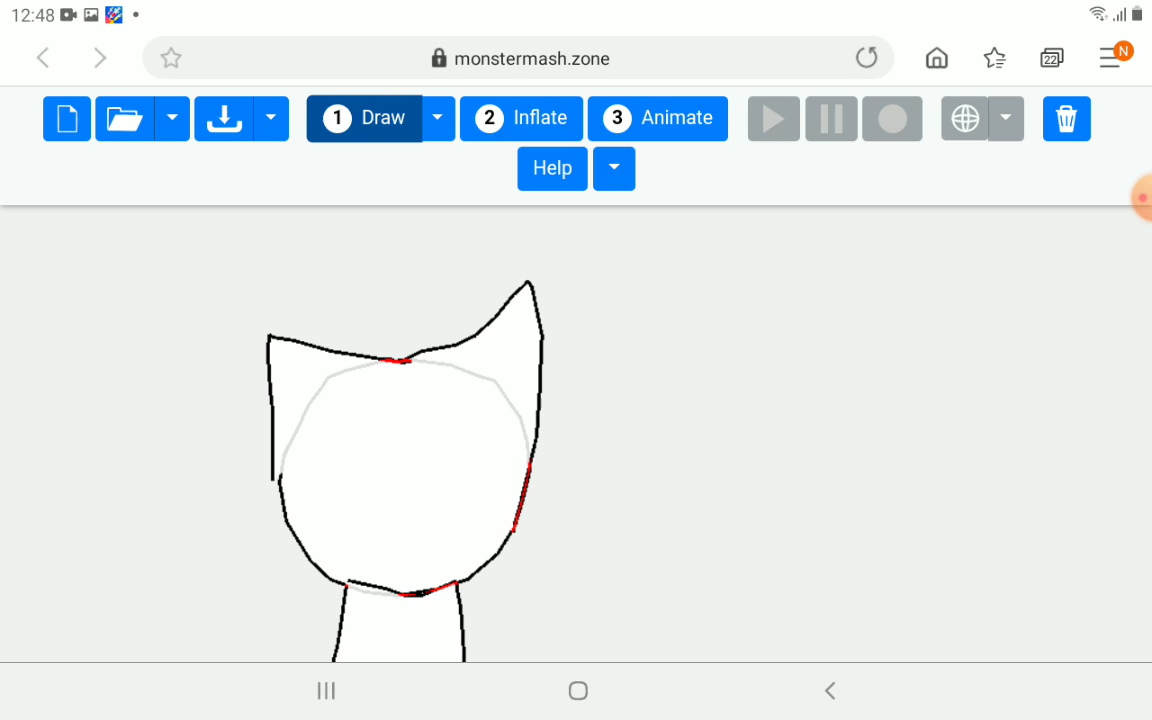 12:48
monstermash.zone
22
N
1 Draw
2 Inflate
3 Animate
Help